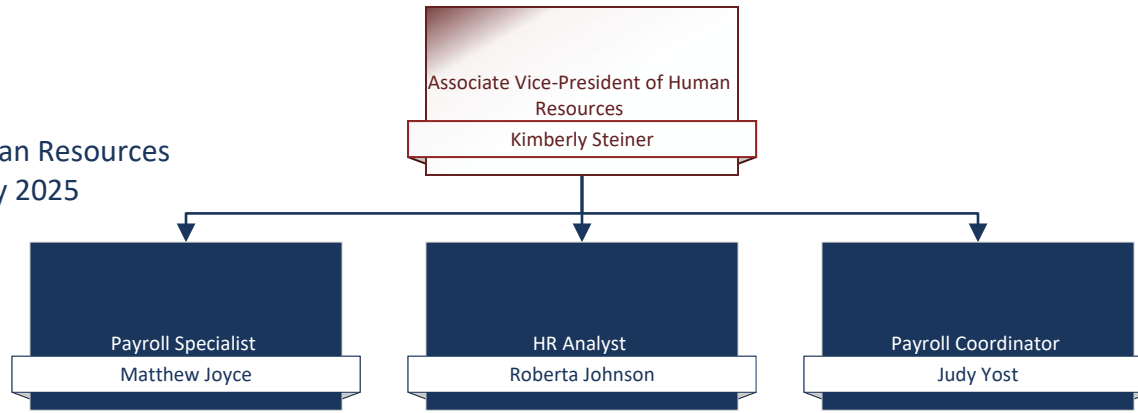 Associate Vice-President of Human
Resources
Kimberly Steiner
an Resources
2025
Payroll Specialist
Matthew Joyce
HR Analyst
Roberta Johnson
Payroll Coordinator
Judy Yost